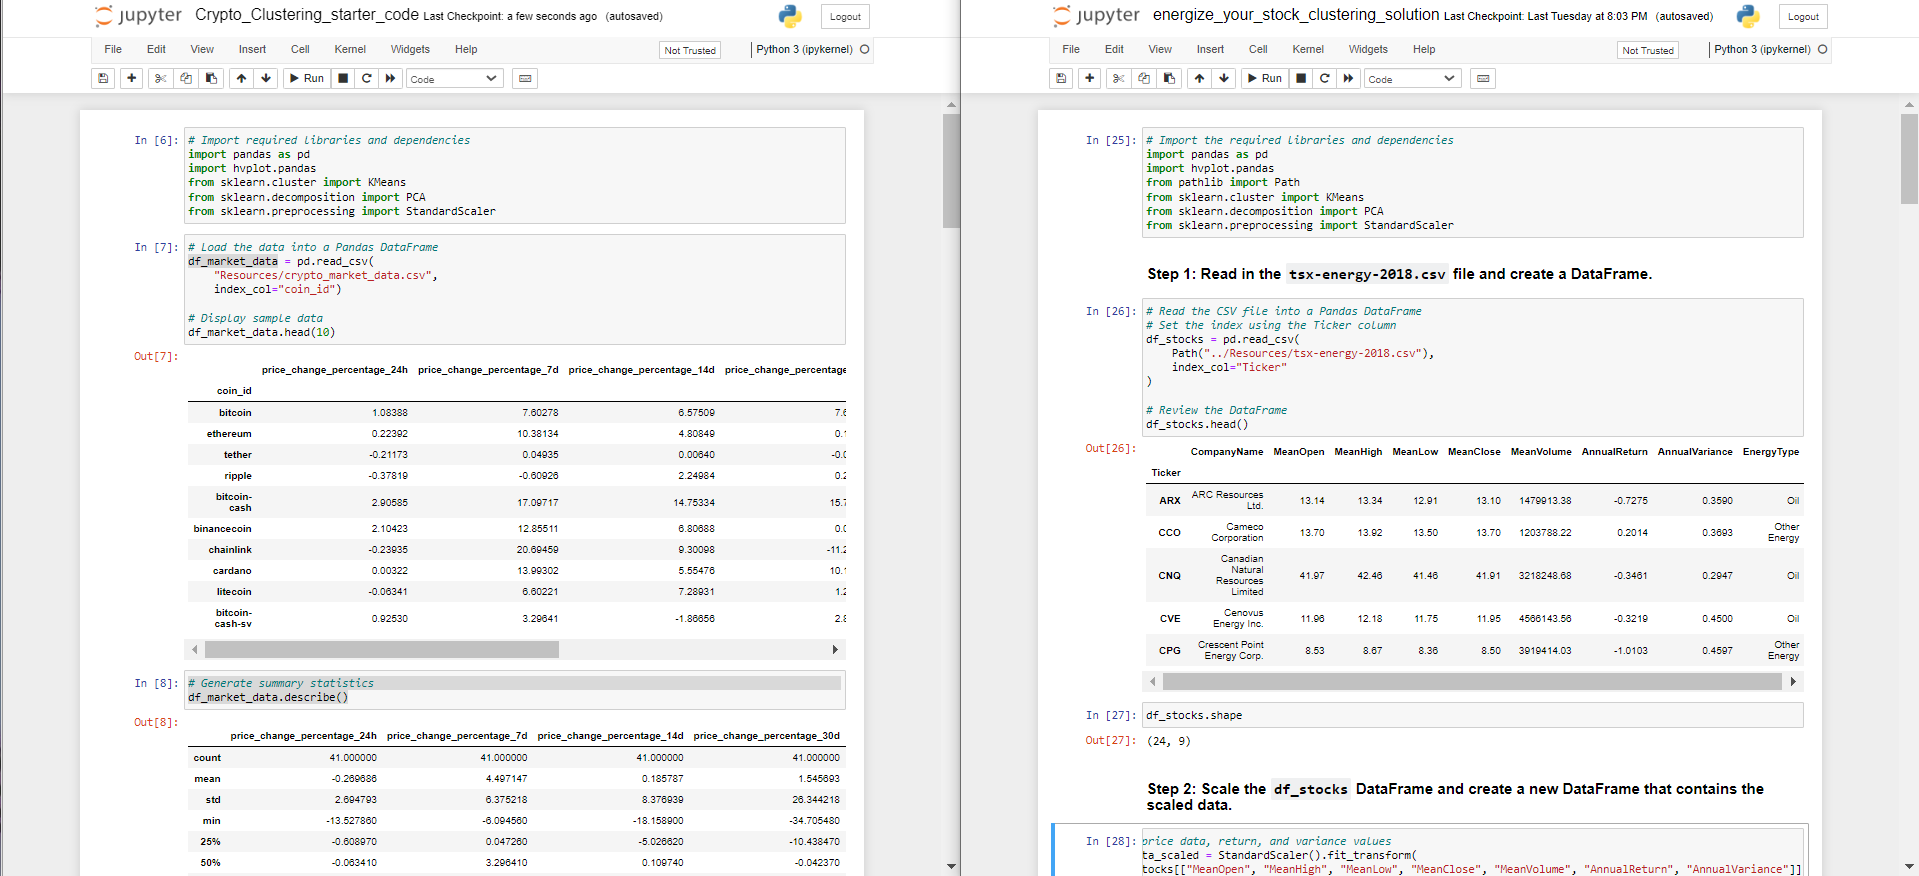 jupyter Crypto_Clustering_starter_code Last Checkpoint: a few seconds ago (autosaved)
Logout
File Edit View Insert Cell Kernel Widgets Help
Not Trusted
Python 3 (ipykernel)
Run
Code
In [6]:
# Import required libraries and dependencies
import pandas as pd
import hvplot.pandas
from sklearn.cluster import KMeans
from sklearn.decomposition import PCA
from sklearn.preprocessing import StandardScaler
In [7]:
# Load the data into a Pandas DataFrame
df_market_data = pd.read_csv(
"Resources/crypto_market_data.csv",
index_col="coin_id")
# Display sample data
df_market_data.head(10)
Out[7]:
price_change_percentage_24h price_change_percentage_7d price_change_percentage_14d price_change_percentage
coin_id
bitcoin 1.08388 7.60278 6.57509 7.6
ethereum 0.22392 10.38134 4.80849 0.1
tether -0.21173 0.04935 0.00640 -0.0
ripple -0.37819 -0.60926 2.24984 0.2
bitcoin-
cash 2.90585 17.09717 14.75334 15.7
binancecoin 2.10423 12.85511 6.80688 0.0
chainlink -0.23935 20.69459 9.30098 -11.2
cardano 0.00322 13.99302 5.55476 10.1
litecoin -0.06341 6.60221 7.28931 1.2
bitcoin-
cash-sv 0.92530 3.29641 -1.86656 2.8
In [8]:
# Generate summary statistics
df_market_data.describe()
Out[8]:
price_change_percentage_24h price_change_percentage_7d price_change_percentage_14d price_change_percentage_30d
count 41.000000 41.000000 41.000000 41.000000
mean -0.269686 4.497147 0.185787 1.545693
std 2.694793 6.375218 8.376939 26.344218
min -13.527860 -6.094560 -18.158900 -34.705480
25% -0.608970 0.047260 -5.026620 -10.438470
50% -0.063410 3.296410 0.109740 -0.042370
jupyter energize_your_stock_clustering_solution Last Checkpoint: Last Tuesday at 8:03 PM (autosaved)
Logout
File Edit View Insert Cell Kernel Widgets Help
Not Trusted
Python 3 (ipykernel)
Run
Code
In [25]:
# Import the required libraries and dependencies
import pandas as pd
import hvplot.pandas
from pathlib import Path
from sklearn.cluster import KMeans
from sklearn.decomposition import PCA
from sklearn.preprocessing import StandardScaler
Step 1: Read in the tsx-energy-2018.csv file and create a DataFrame.
In [26]:
# Read the CSV file into a Pandas DataFrame
# Set the index using the Ticker column
df_stocks = pd.read_csv(
Path("../Resources/tsx-energy-2018.csv"),
index_col="Ticker"
)
# Review the DataFrame
df_stocks.head()
Out[26]:
CompanyName MeanOpen MeanHigh MeanLow MeanClose MeanVolume AnnualReturn AnnualVariance EnergyType
Ticker
ARX ARC Resources Ltd. 13.14 13.34 12.91 13.10 1479913.38 -0.7275 0.3590 Oil
CCO Cameco Corporation 13.70 13.92 13.50 13.70 1203788.22 0.2014 0.3693 Other Energy
CNQ Canadian Natural Resources Limited 41.97 42.46 41.46 41.91 3218248.68 -0.3461 0.2947 Oil
CVE Cenovus Energy Inc. 11.96 12.18 11.75 11.95 4566143.56 -0.3219 0.4500 Oil
CPG Crescent Point Energy Corp. 8.53 8.67 8.36 8.50 3919414.03 -1.0103 0.4597 Other Energy
In [27]:
df_stocks.shape
Out[27]:
(24, 9)
Step 2: Scale the df_stocks DataFrame and create a new DataFrame that contains the
scaled data.
In [28]:
price data, return, and variance values
ta_scaled = StandardScaler().fit_transform(
tocks[["MeanOpen", "MeanHigh", "MeanLow", "MeanClose", "MeanVolume", "AnnualReturn", "AnnualVariance"]]